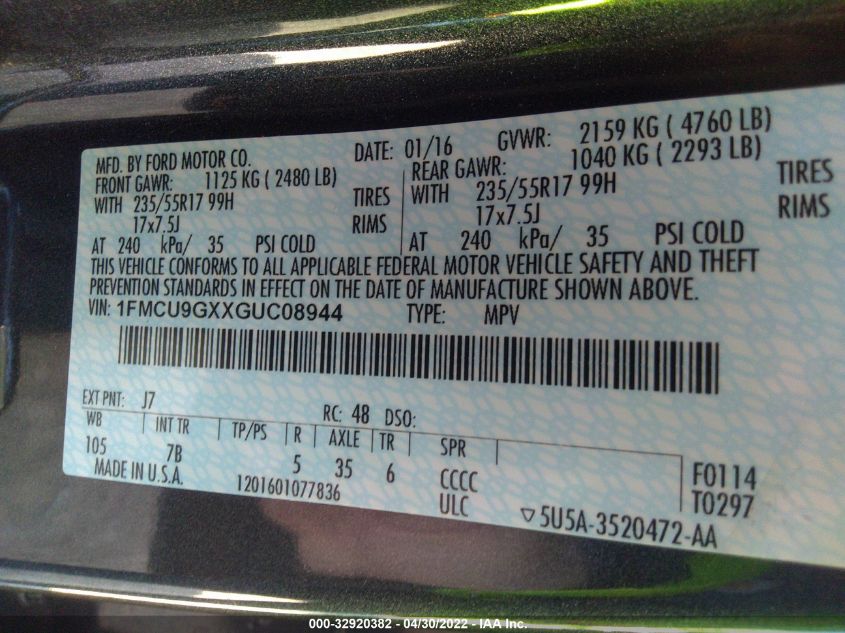 MFD. BY FORD MOTOR CO. DATE: 01/16 GVWR: 2159 KG ( 4760 LB)
FRONT GAWR: 1125 KG ( 2480 LB) REAR GAWR: 1040 KG ( 2293 LB)
WITH 235/55R17 99H TIRES WITH 235/55R17 99H TIRES
17x7.5J RIMS 17x7.5J RIMS
AT 240 kPa/ 35 PSI COLD AT 240 kPa/ 35 PSI COLD
THIS VEHICLE CONFORMS TO ALL APPLICABLE FEDERAL MOTOR VEHICLE SAFETY AND THEFT
PREVENTION STANDARDS IN EFFECT ON THE DATE OF MANUFACTURE SHOWN ABOVE.
VIN: 1FMCU9GXXGUC08944 TYPE: MPV
EXT PNT: J7 RC: 48 DSO:
WB INT TR TP/PS R AXLE TR SPR
105 7B 5 35 6 CCCC F0114
MADE IN U.S.A. 1201601077836 ULC T0297
▽5U5A-3520472-AA
000-32920382 - 04/30/2022 - IAA Inc.